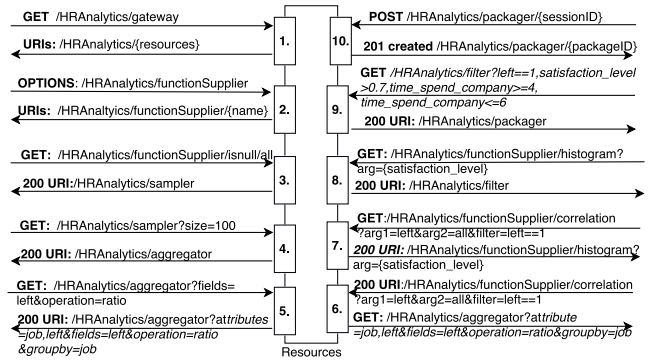 GET /HRAnalytics/gateway
URIs: /HRAnalytics/{resources}
1.
OPTIONS: /HRAnalytics/functionSupplier
URIs: /HRAnaltyics/functionSupplier/{name}
2.
GET: /HRAnalytics/functionSupplier/isnull/all
200 URI:/HRAnalytics/sampler
3.
GET: /HRAnalytics/sampler?size=100
200 URI: /HRAnalytics/aggregator
4.
GET: /HRAnalytics/aggregator?fields=
left&operation=ratio
200 URI: /HRAnalytics/aggregator?attributes
=job,left&fields=left&operation=ratio
&groupby=job
5.
POST /HRAnalytics/packager/{sessionID}
201 created /HRAnalytics/packager/{packageID}
10.
GET /HRAnalytics/filter?left==1,satisfaction_level
>0.7,time_spend_company>=4,
time_spend_company<=6
200 URI: /HRAnalytics/packager
9.
GET: /HRAnalytics/functionSupplier/histogram?
arg={satisfaction_level}
200 URI: /HRAnalytics/filter
8.
GET:/HRAnalytics/functionSupplier/correlation
?arg1=left&arg2=all&filter=left==1
200 URI: /HRAnalytics/functionSupplier/histogram?
arg={satisfaction_level}
7.
200 URI:/HRAnalytics/functionSupplier/correlation
?arg1=left&arg2=all&filter=left==1
GET: /HRAnalytics/aggregator?attribute
=job,left&fields=left&operation=ratio&groupby=job
6.
Resources